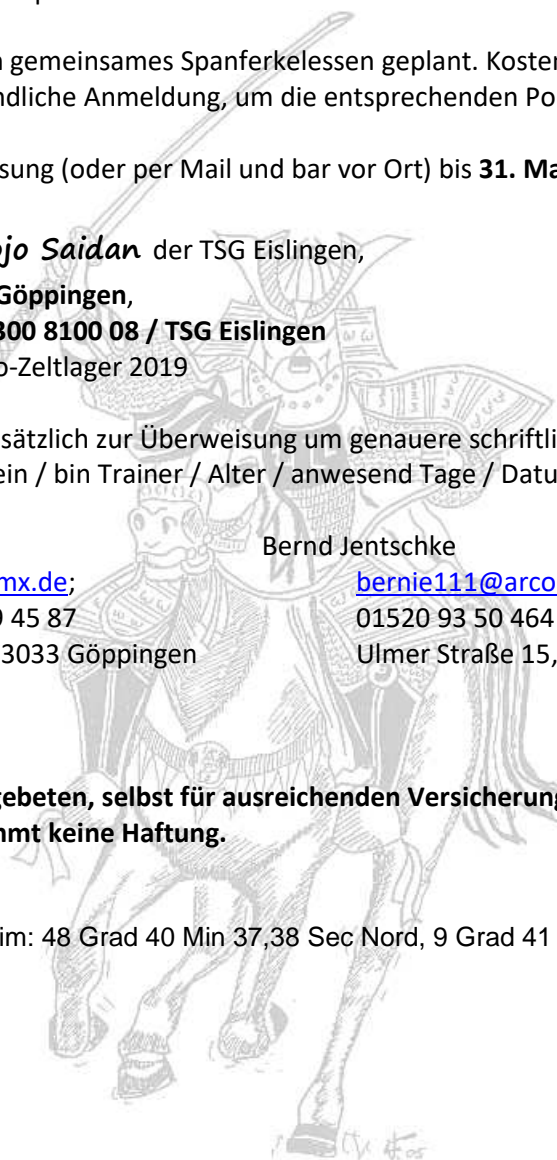 gemeinsames Spanferkelessen geplant. Kosten
ndliche Anmeldung, um die entsprechenden Po
sung (oder per Mail und bar vor Ort) bis 31. Ma
jo Saidan der TSG Eislingen,
Göppingen,
300 8100 08 / TSG Eislingen
o-Zeltlager 2019
sätzlich zur Überweisung um genauere schriftli
ein / bin Trainer / Alter / anwesend Tage / Datu
Bernd Jentschke
mx.de; bernie111@arco
9 45 87 01520 93 50 464
3033 Göppingen Ulmer Straße 15,
gebeten, selbst für ausreichenden Versicherun
mmt keine Haftung.
im: 48 Grad 40 Min 37,38 Sec Nord, 9 Grad 41